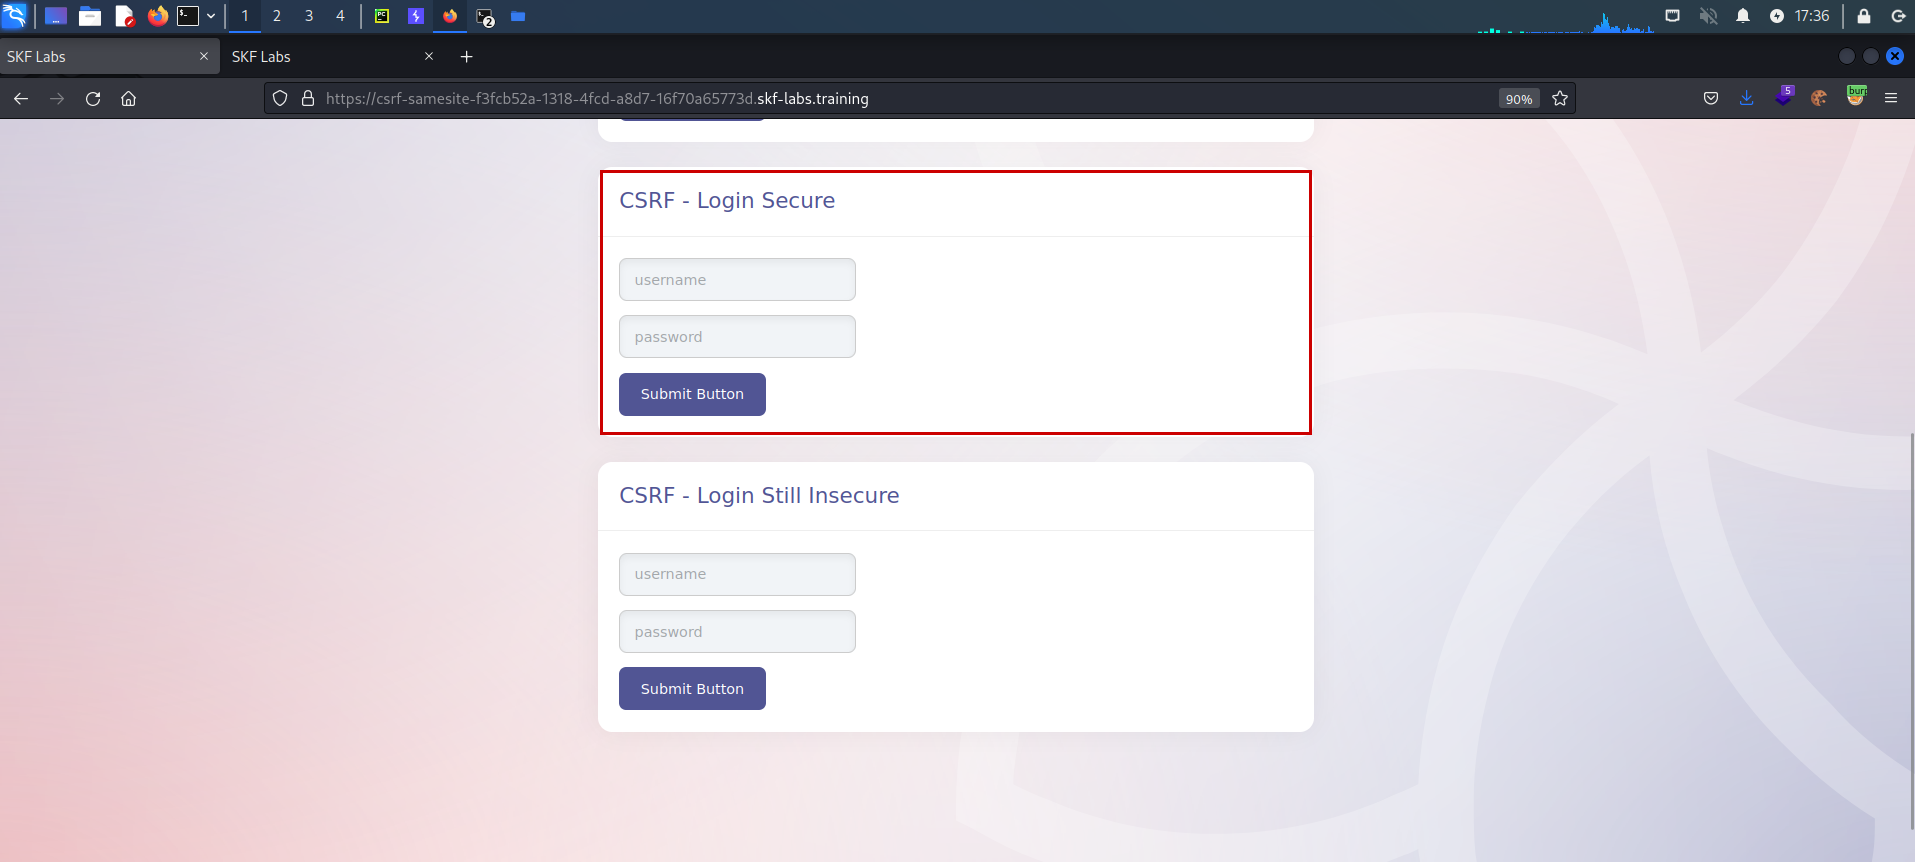 1 2 3 4 2 17:36
SKF Labs SKF Labs
https://csrf-samesite-f3fcb52a-1318-4fcd-a8d7-16f70a65773d.skf-labs.training 90% 5
CSRF - Login Secure
username
password
Submit Button
CSRF - Login Still Insecure
username
password
Submit Button